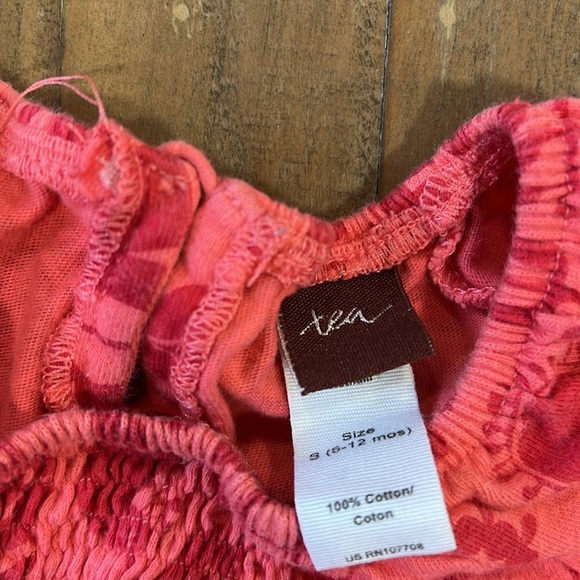 tea
Size
S (6-12 mos)
100% Cotton/
Coton
US RN107708